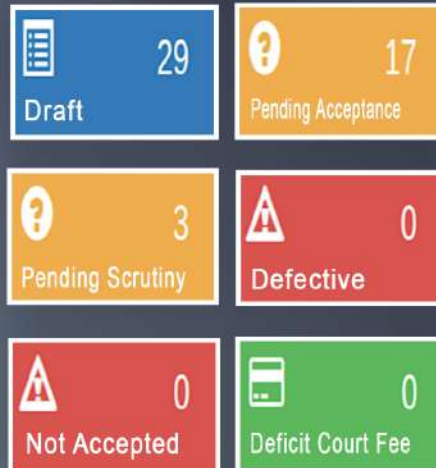 29
Draft
17
Pending Acceptance
3
Pending Scrutiny
0
Defective
0
Not Accepted
0
Deficit Court Fee